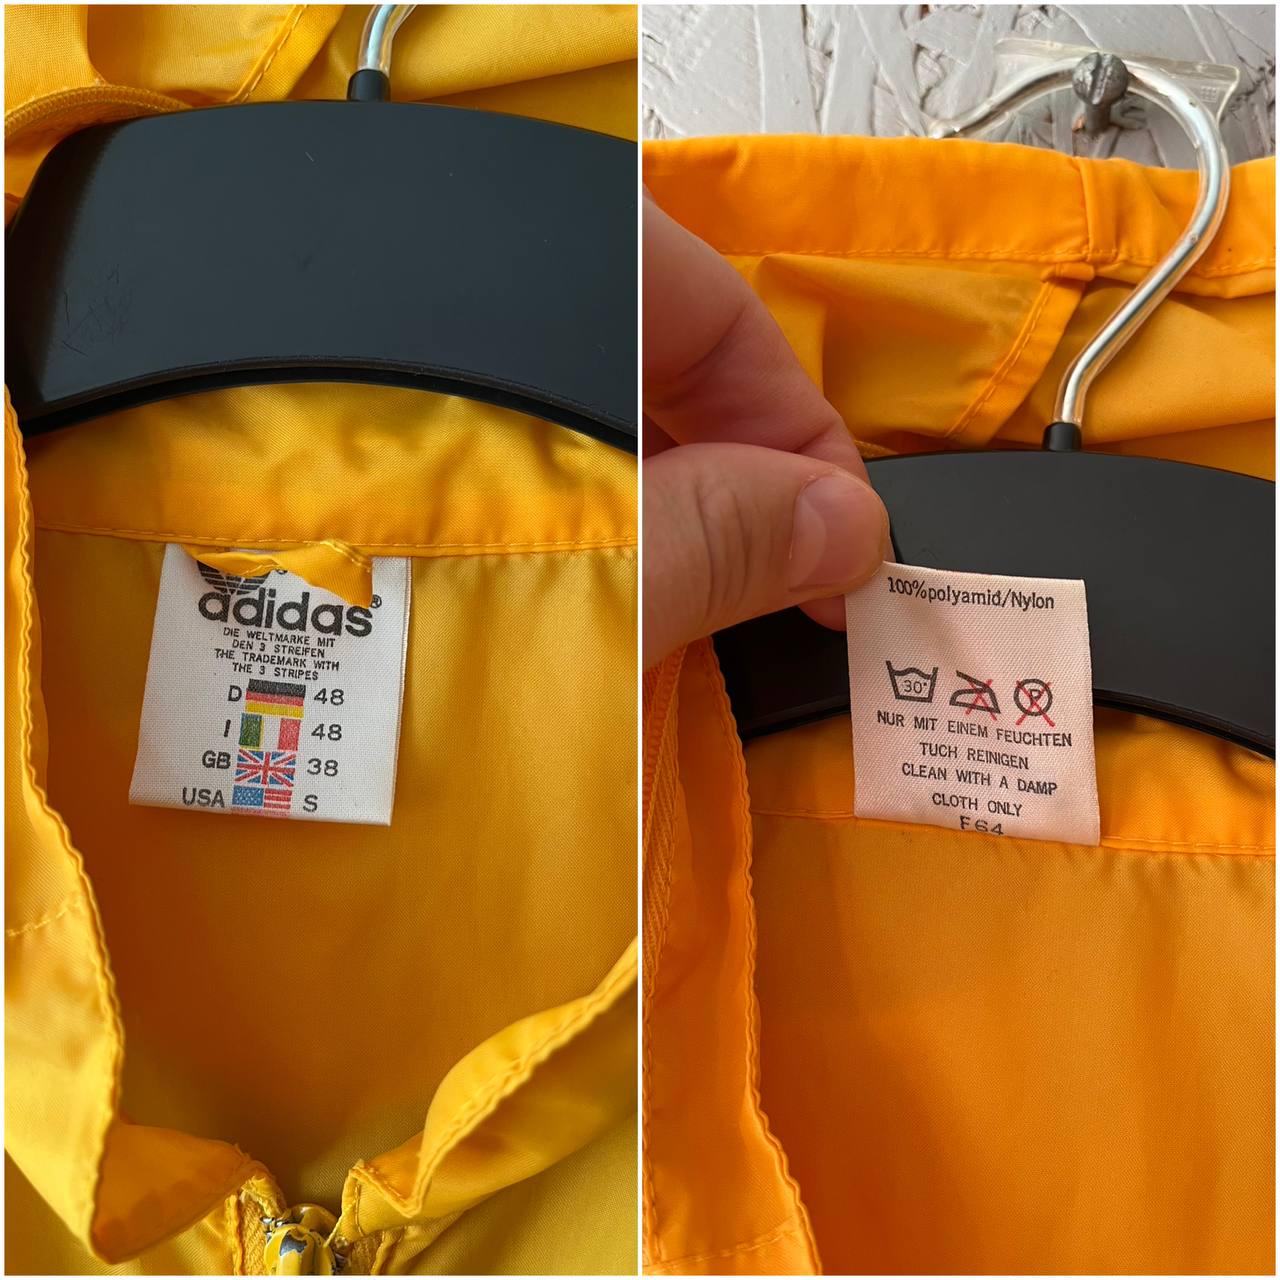 adidas®
DIE WELTMARKE MIT
DEN 3 STREIFEN
THE TRADEMARK WITH
THE 3 STRIPES
D 48
I 48
GB 38
USA S
100%polyamid/Nylon
30° P
NUR MIT EINEM FEUCHTEN
TUCH REINIGEN
CLEAN WITH A DAMP
CLOTH ONLY
F64